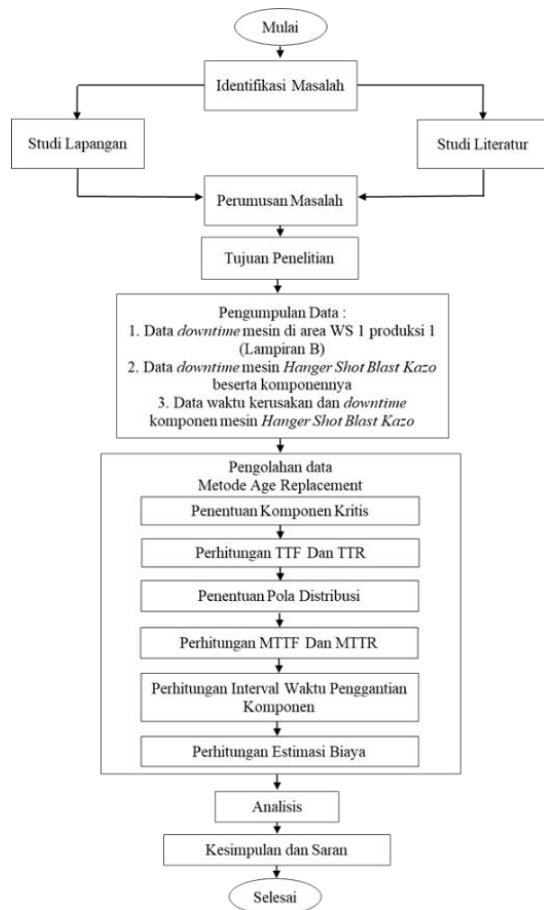 Mulai
Identifikasi Masalah
Studi Lapangan
Studi Literatur
Perumusan Masalah
Tujuan Penelitian
Pengumpulan Data :
1. Data downtime mesin di area WS 1 produksi 1
(Lampiran B)
2. Data downtime mesin Hanger Shot Blast Kazo
beserta komponennya
3. Data waktu kerusakan dan downtime
komponen mesin Hanger Shot Blast Kazo
Pengolahan data
Metode Age Replacement
Penentuan Komponen Kritis
Perhitungan TTF Dan TTR
Penentuan Pola Distribusi
Perhitungan MTTF Dan MTTR
Perhitungan Interval Waktu Penggantian
Komponen
Perhitungan Estimasi Biaya
Analisis
Kesimpulan dan Saran
Selesai